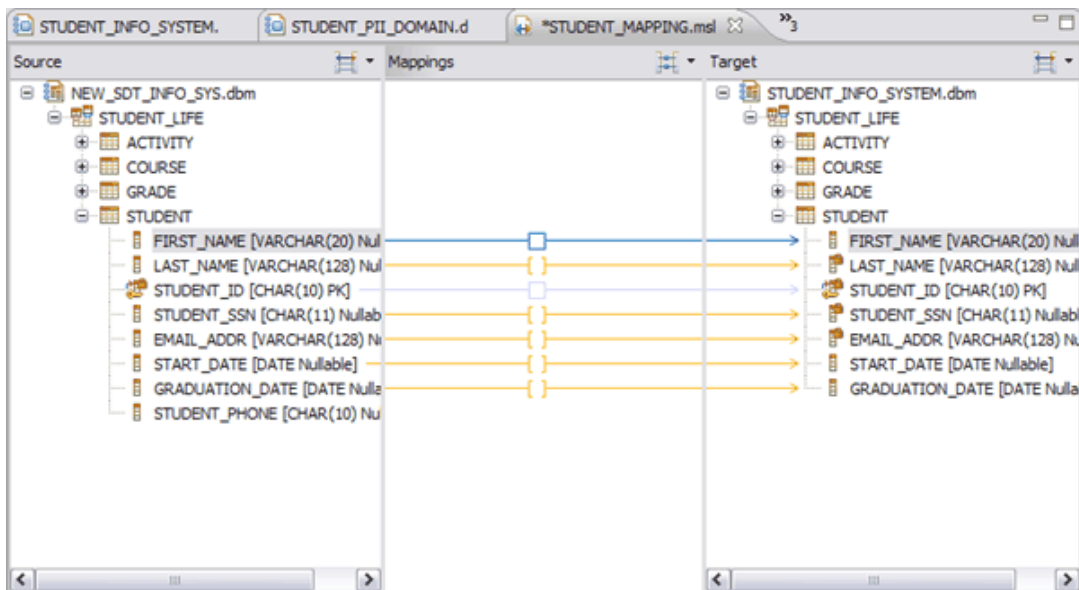 STUDENT_INFO_SYSTEM. STUDENT_PII_DOMAIN.d *STUDENT_MAPPING.msl »3
Source Mappings Target
NEW_SDT_INFO_SYS.dbm STUDENT_INFO_SYSTEM.dbm
STUDENT_LIFE STUDENT_LIFE
ACTIVITY ACTIVITY
COURSE COURSE
GRADE GRADE
STUDENT STUDENT
FIRST_NAME [VARCHAR(20) Nul FIRST_NAME [VARCHAR(20) Null
LAST_NAME [VARCHAR(128) Nul { } LAST_NAME [VARCHAR(128) Nu
STUDENT_ID [CHAR(10) PK] STUDENT_ID [CHAR(10) PK]
STUDENT_SSN [CHAR(11) Nullab { } STUDENT_SSN [CHAR(11) Nullabl
EMAIL_ADDR [VARCHAR(128) Nu { } EMAIL_ADDR [VARCHAR(128) Nu
START_DATE [DATE Nullable] { } START_DATE [DATE Nullable]
GRADUATION_DATE [DATE Nulla { } GRADUATION_DATE [DATE Nulla
STUDENT_PHONE [CHAR(10) Nu